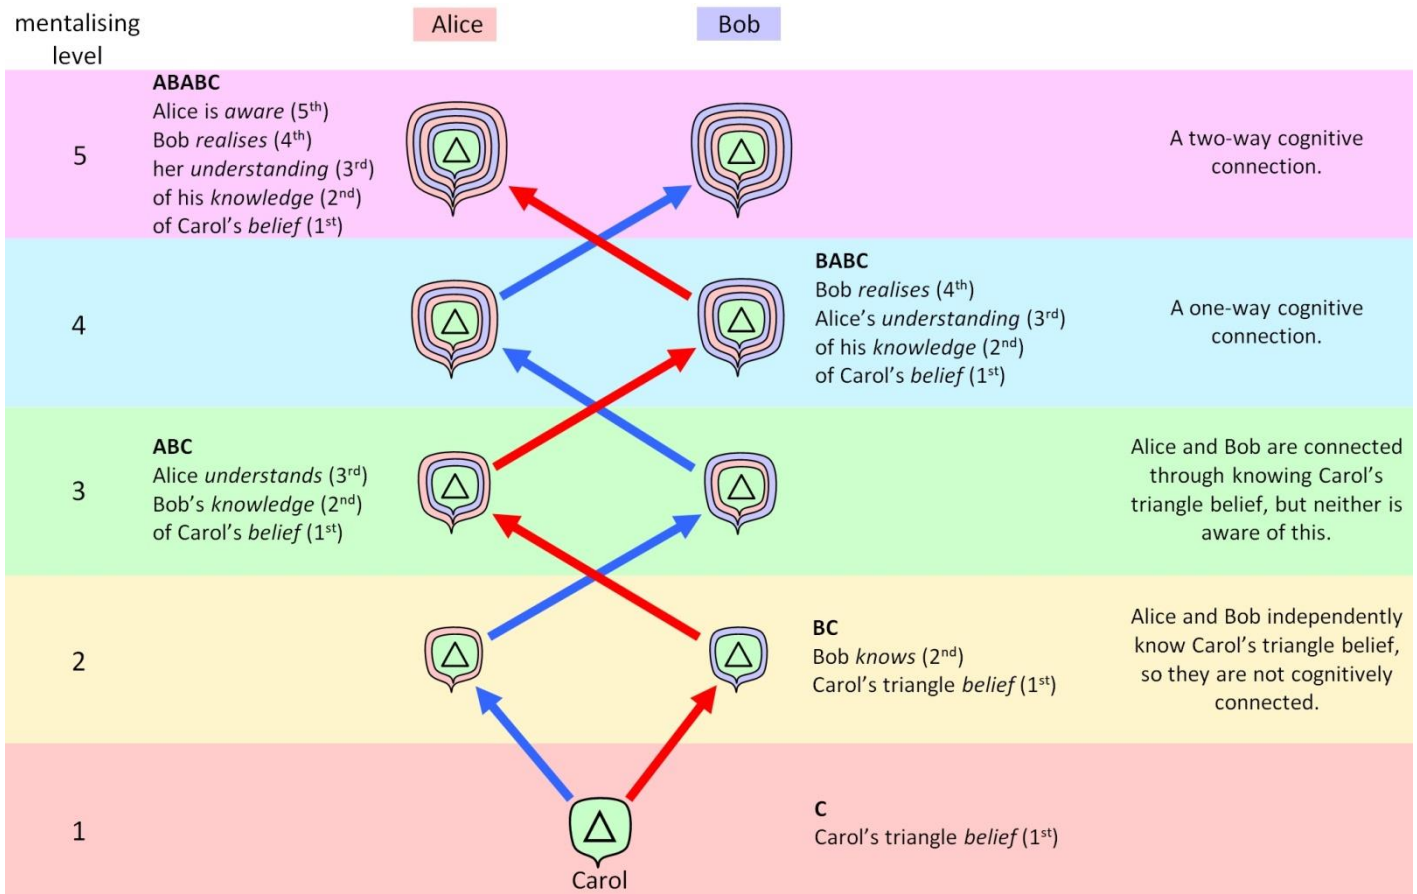 mentalising
level
Alice
Bob
5
ABABC
Alice is aware (5th)
Bob realises (4th)
her understanding (3rd)
of his knowledge (2nd)
of Carol’s belief (1st)
A two-way cognitive
connection.
4
BABC
Bob realises (4th)
Alice’s understanding (3rd)
of his knowledge (2nd)
of Carol’s belief (1st)
A one-way cognitive
connection.
3
ABC
Alice understands (3rd)
Bob’s knowledge (2nd)
of Carol’s belief (1st)
Alice and Bob are connected
through knowing Carol’s
triangle belief, but neither is
aware of this.
2
BC
Bob knows (2nd)
Carol’s triangle belief (1st)
Alice and Bob independently
know Carol’s triangle belief,
so they are not cognitively
connected.
1
C
Carol’s triangle belief (1st)
Carol